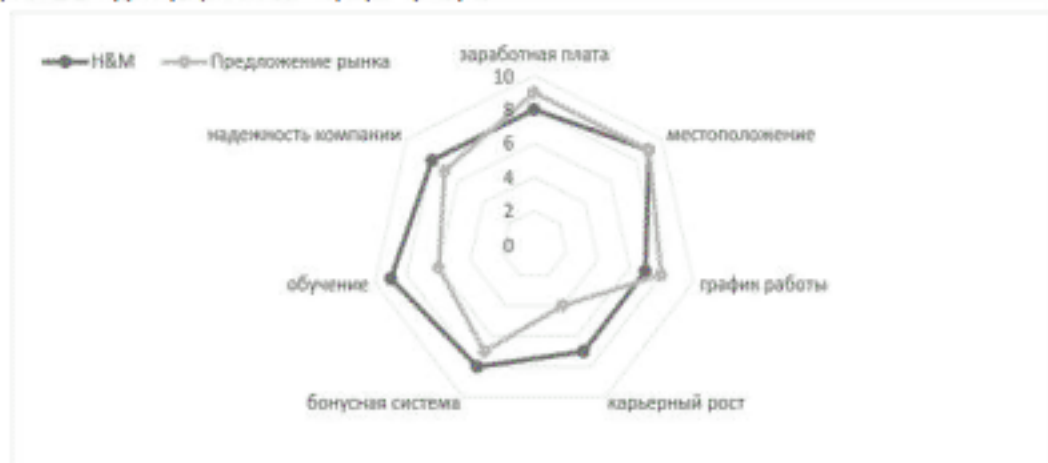 H&M Предложение рынка
заработная плата
10
надежность компании
местоположение
8
6
4
2
0
обучение
график работы
бонусная система
карьерный рост